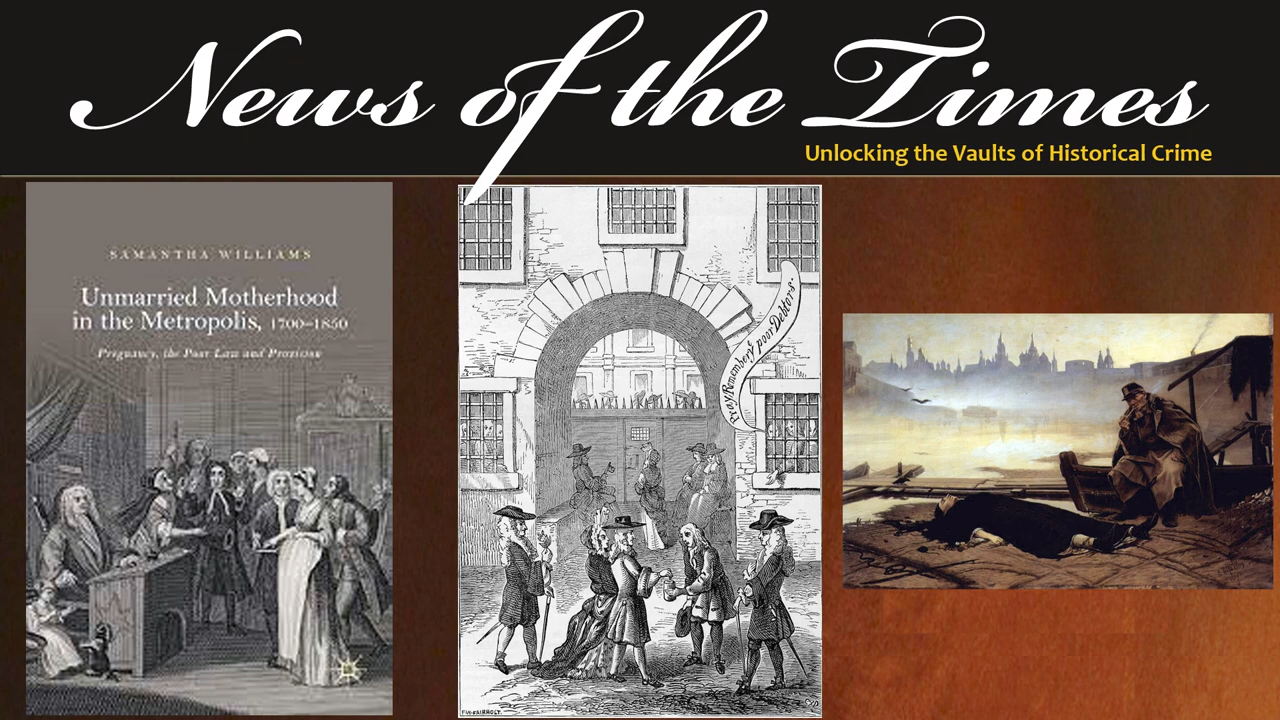 News of the Times
Unlocking the Vaults of Historical Crime
SAMANTHA WILLIAMS
Unmarried Motherhood
in the Metropolis, 1700–1850
Pregnancy, the Poor Law and Provision
Pray Remember ye poor Debtors.
F.W. FAIRHOLT.